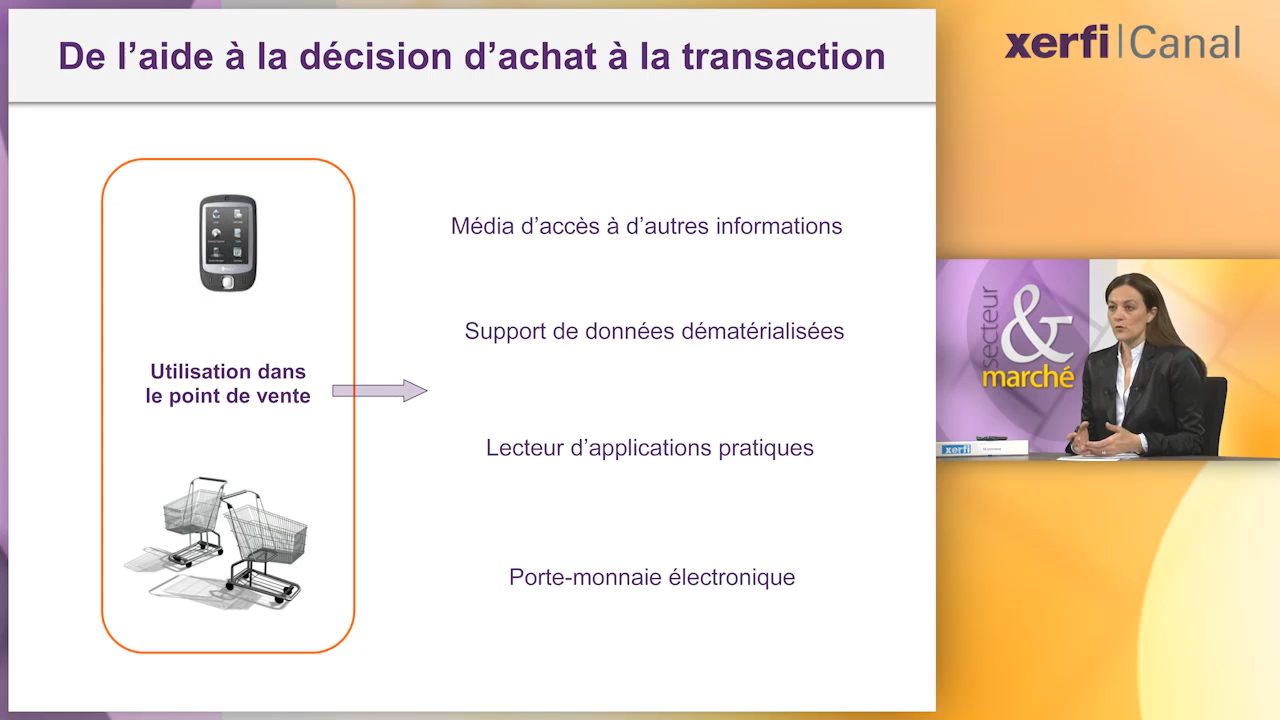 De l’aide à la décision d’achat à la transaction
xerfi Canal
Média d’accès à d’autres informations
Support de données dématérialisées
Utilisation dans
le point de vente
Lecteur d’applications pratiques
Porte-monnaie électronique
secteur
&
marché
xerfi